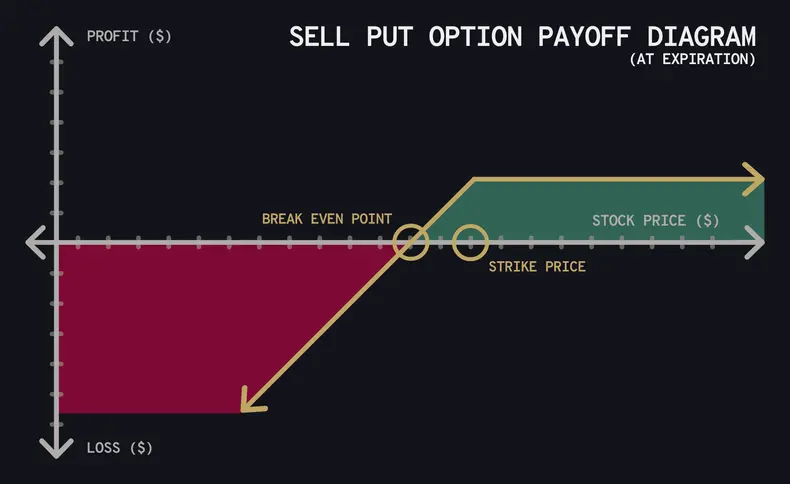 PROFIT ($)
SELL PUT OPTION PAYOFF DIAGRAM
(AT EXPIRATION)
BREAK EVEN POINT
STOCK PRICE ($)
STRIKE PRICE
LOSS ($)